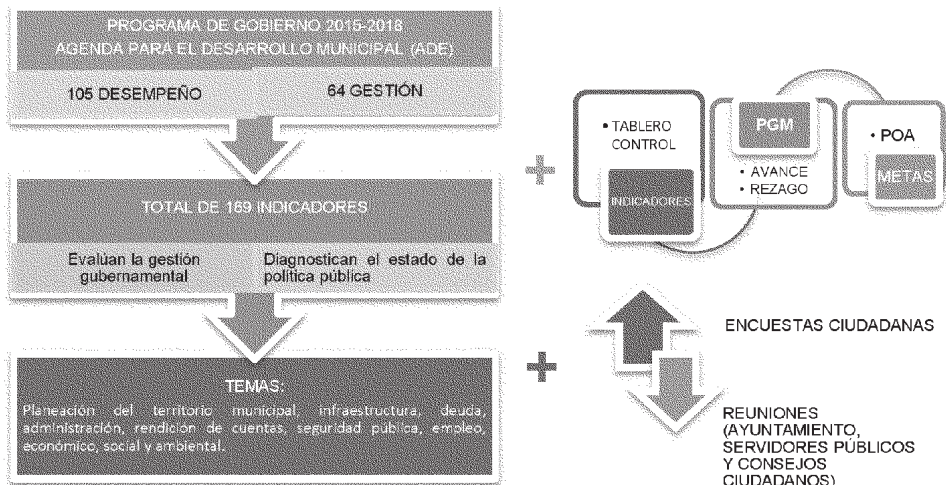 PROGRAMA DE GOBIERNO 2015-2018
AGENDA PARA EL DESARROLLO MUNICIPAL (ADE)
105 DESEMPEÑO
64 GESTIÓN
TOTAL DE 169 INDICADORES
Evalúan la gestión
gubernamental
Diagnostican el estado de la
política pública
TEMAS:
Planeación del territorio municipal, infraestructura, deuda,
administración, rendición de cuentas, seguridad pública, empleo,
económico, social y ambiental.
• TABLERO
CONTROL
INDICADORES
PGM
• AVANCE
• REZAGO
• POA
METAS
ENCUESTAS CIUDADANAS
REUNIONES
(AYUNTAMIENTO,
SERVIDORES PÚBLICOS
Y CONSEJOS
CIUDADANOS)